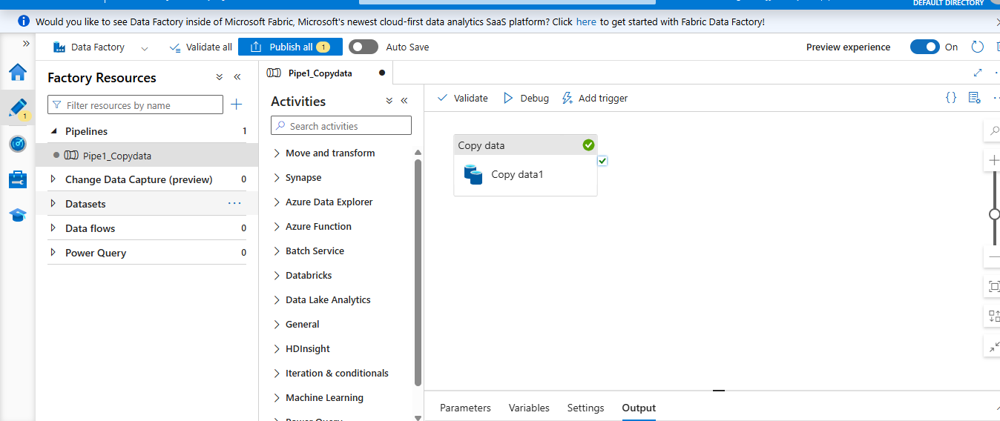 DEFAULT DIRECTORY
Would you like to see Data Factory inside of Microsoft Fabric, Microsoft's newest cloud-first data analytics SaaS platform? Click here to get started with Fabric Data Factory!
Data Factory
Validate all
Publish all 1
Auto Save
Preview experience
On
1
Factory Resources
Filter resources by name
Pipelines 1
Pipe1_Copydata
Change Data Capture (preview) 0
Datasets
Data flows 0
Power Query 0
Pipe1_Copydata
Activities
Search activities
Move and transform
Synapse
Azure Data Explorer
Azure Function
Batch Service
Databricks
Data Lake Analytics
General
HDInsight
Iteration & conditionals
Machine Learning
Power Query
Validate
Debug
Add trigger
Copy data
Copy data1
Parameters
Variables
Settings
Output